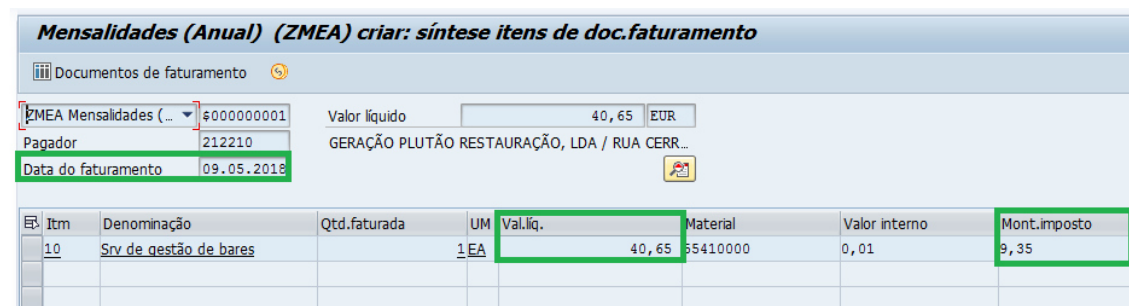 Mensalidades (Anual) (ZMEA) criar: síntese itens de doc.faturamento
Documentos de faturamento
ZMEA Mensalidades (... $000000001 Valor líquido 40,65 EUR
Pagador 212210 GERAÇÃO PLUTÃO RESTAURAÇÃO, LDA / RUA CERR...
Data do faturamento 09.05.2018
Itm Denominação Qtd.faturada UM Val.líq. Material Valor interno Mont.imposto
10 Srv de gestão de bares 1 EA 40,65 55410000 0,01 9,35